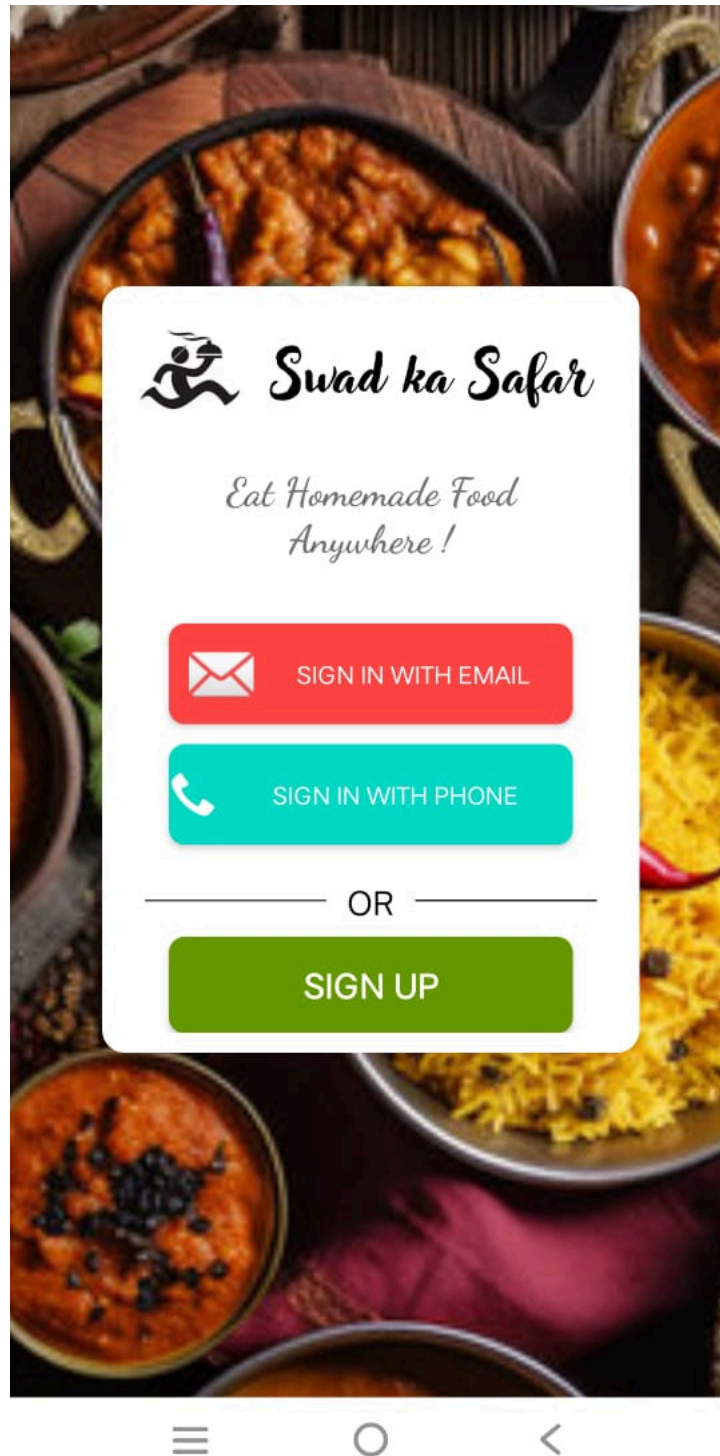 Swad ka Safar
Eat Homemade Food
Anywhere !
SIGN IN WITH EMAIL
SIGN IN WITH PHONE
OR
SIGN UP